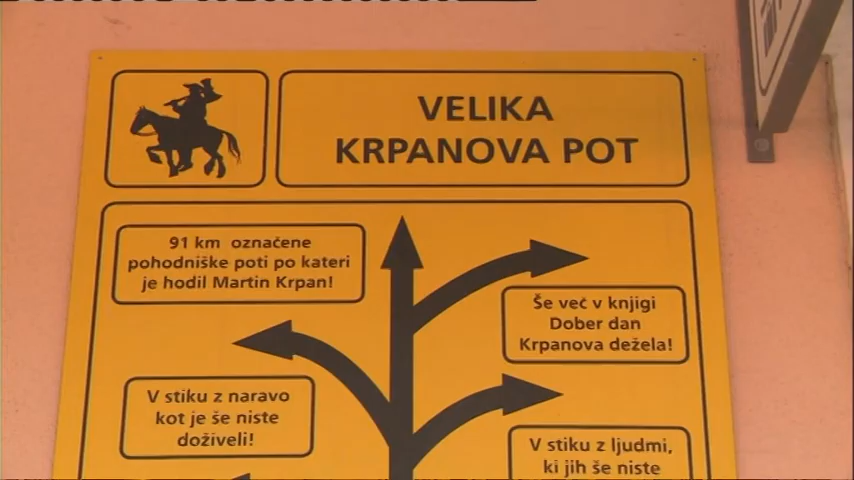 VELIKA
KRPANOVA POT
91 km označene
pohodniške poti po kateri
je hodil Martin Krpan!
Še več v knjigi
Dober dan
Krpanova dežela!
V stiku z naravo
kot je še niste
doživeli!
V stiku z ljudmi,
ki jih še niste